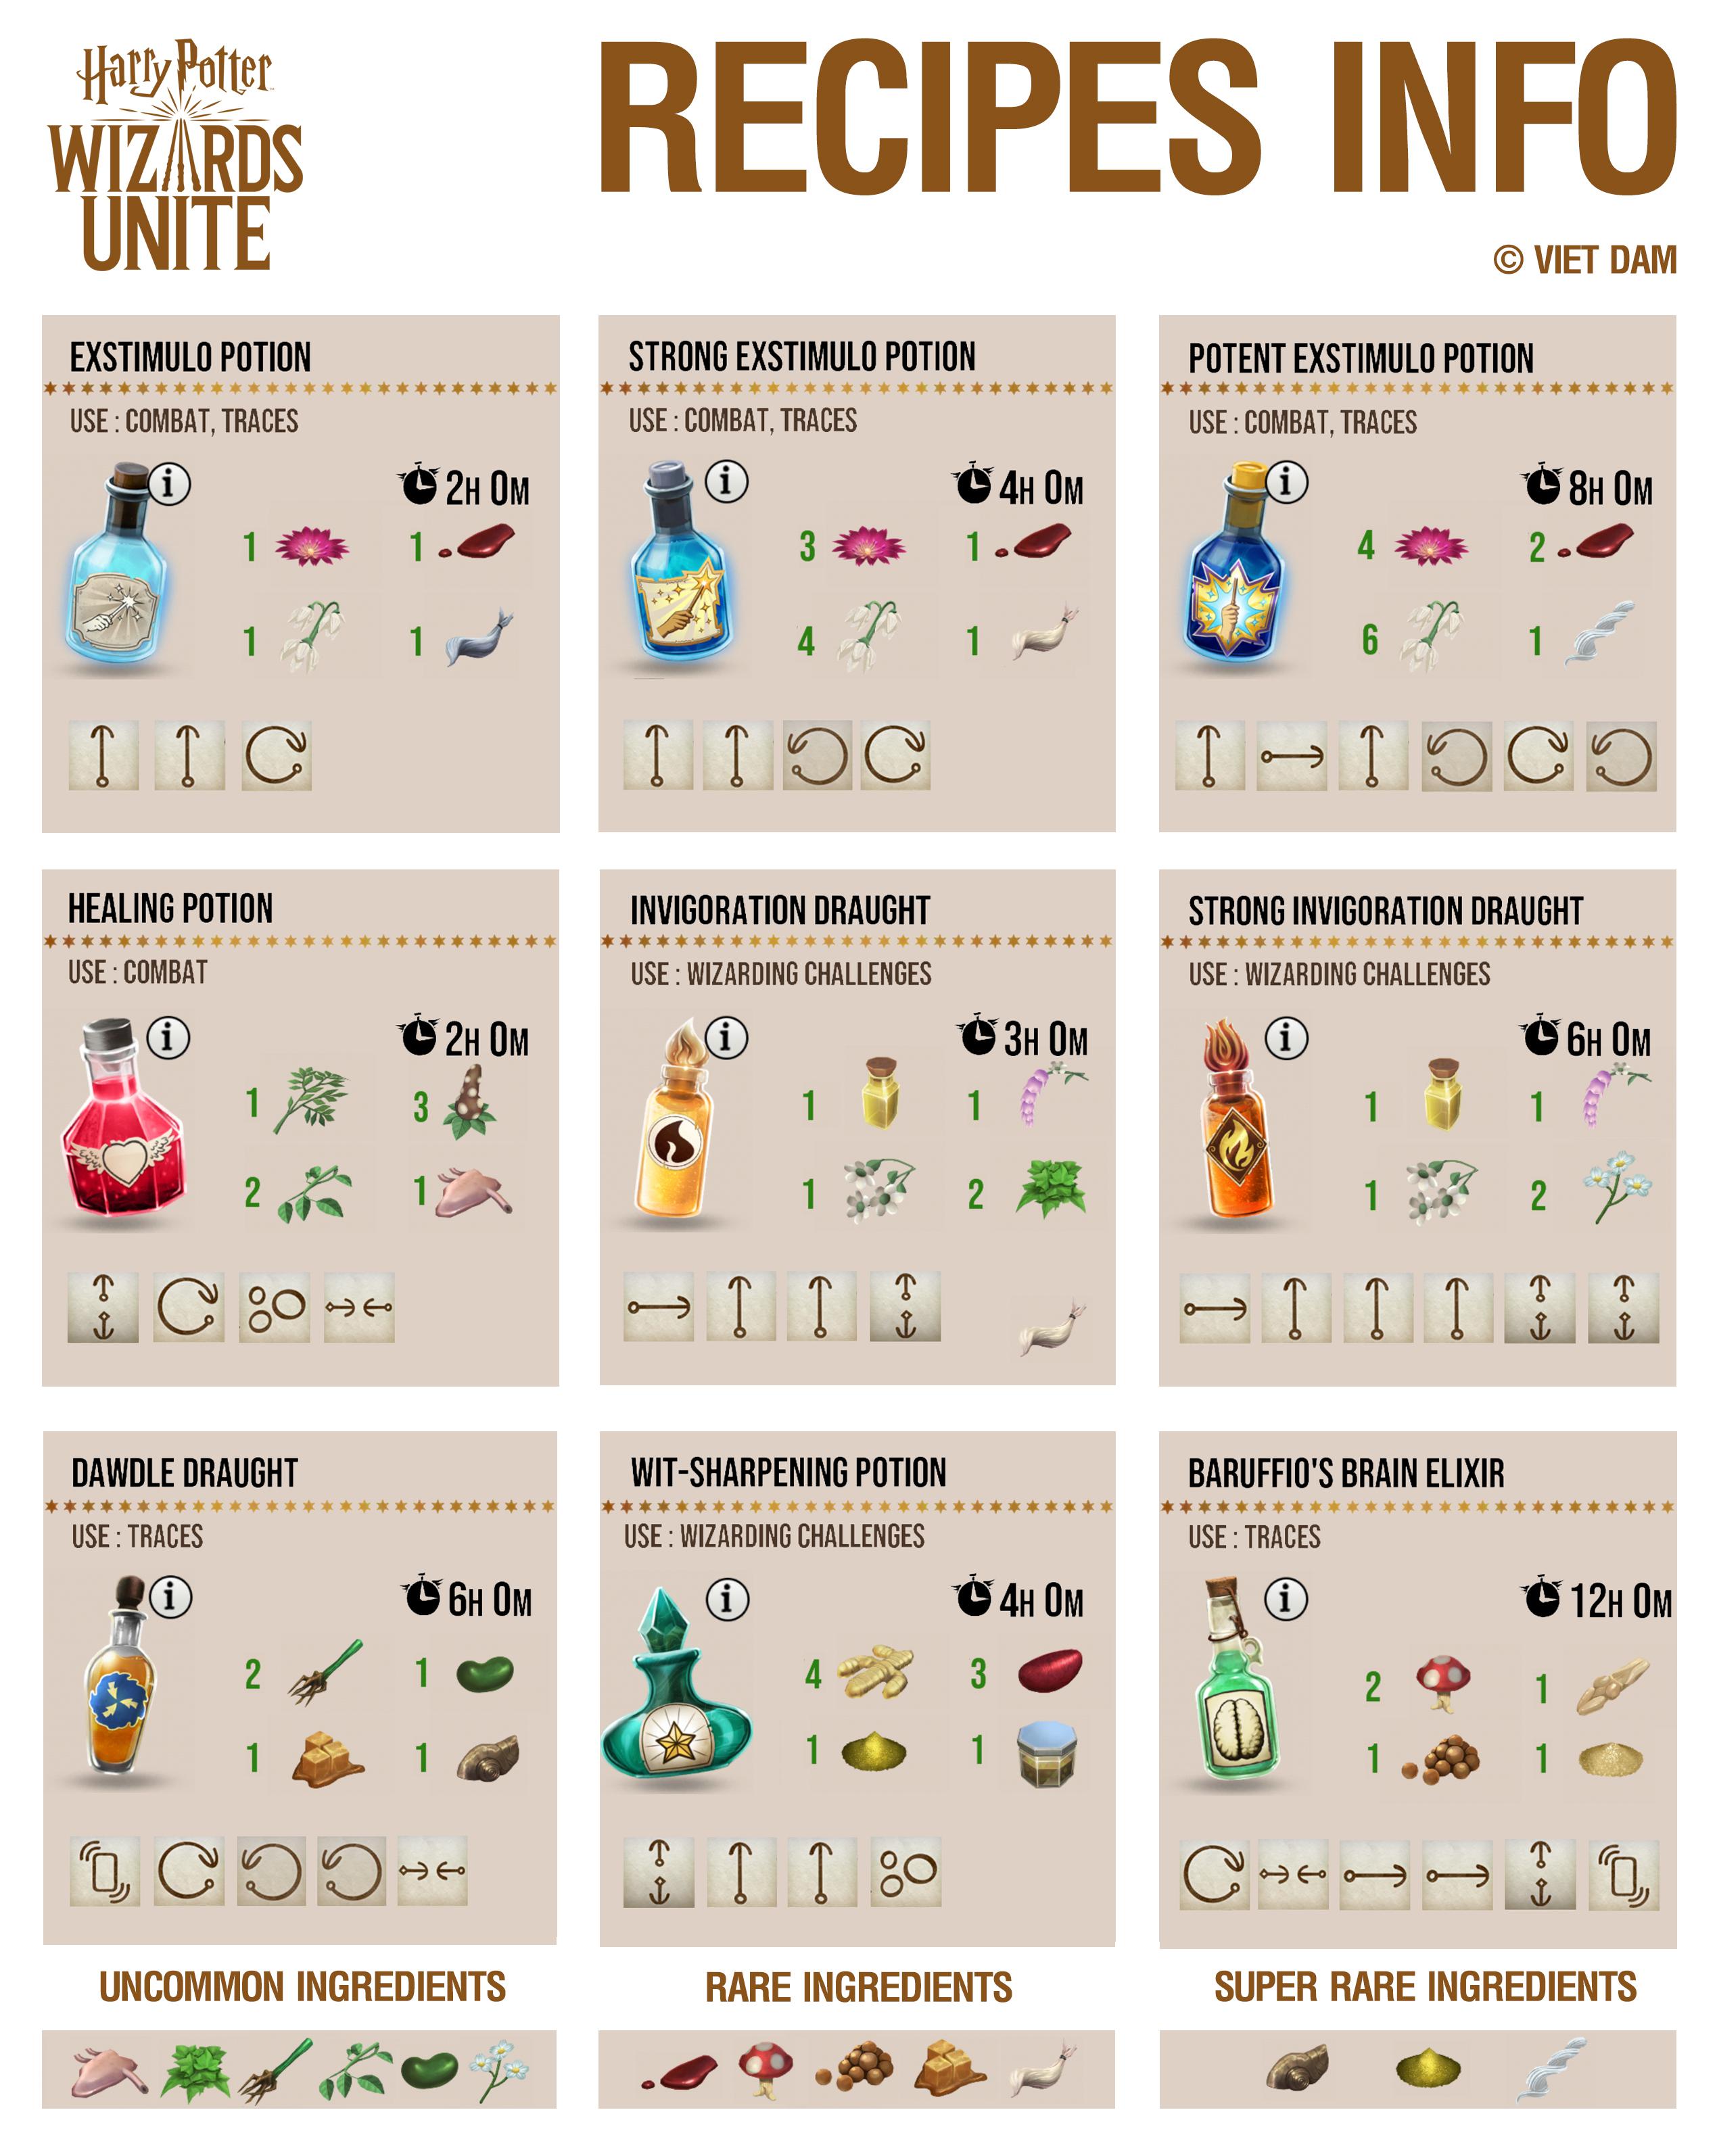 Harry Potter
WIZARDS
UNITE
RECIPES INFO
© VIET DAM
EXSTIMULO POTION
USE : COMBAT, TRACES
i
2H 0M
1
1
1
1
STRONG EXSTIMULO POTION
USE : COMBAT, TRACES
i
4H 0M
3
1
4
1
POTENT EXSTIMULO POTION
USE : COMBAT, TRACES
i
8H 0M
4
2
6
1
HEALING POTION
USE : COMBAT
i
2H 0M
1
3
2
1
INVIGORATION DRAUGHT
USE : WIZARDING CHALLENGES
i
3H 0M
1
1
1
2
STRONG INVIGORATION DRAUGHT
USE : WIZARDING CHALLENGES
i
6H 0M
1
1
1
2
DAWDLE DRAUGHT
USE : TRACES
i
6H 0M
2
1
1
1
WIT-SHARPENING POTION
USE : WIZARDING CHALLENGES
i
4H 0M
4
3
1
1
BARUFFIO'S BRAIN ELIXIR
USE : TRACES
i
12H 0M
2
1
1
1
UNCOMMON INGREDIENTS
RARE INGREDIENTS
SUPER RARE INGREDIENTS